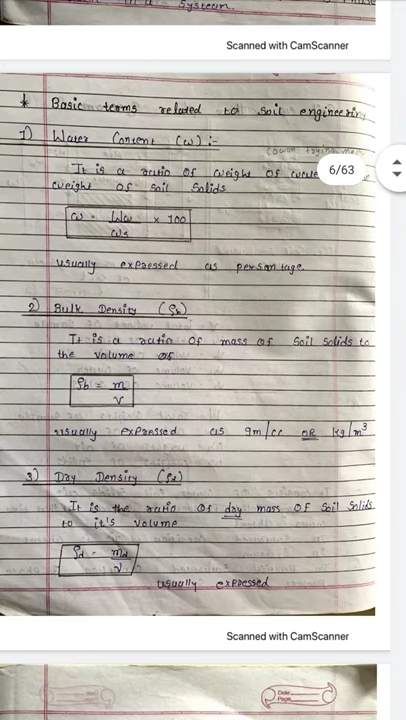 System.
Scanned with CamScanner
* Basic terms related to soil engineering
1) Water Content (w) :-
It is a ratio of weight of
6/63
weight of Soil Solids
w = Ww/Ws × 100
usually expressed as persantage.
2) Bulk Density (ρb)
It is a ratio of mass of Soil solids to
the volume of
ρb = m/v
usually expressed as gm/cc OR kg/m³
3) Dry Density (ρd)
It is the ratio of dry mass of Soil Solids
to it's volume
ρd = md/v
usually expressed
Scanned with CamScanner
Date
Page